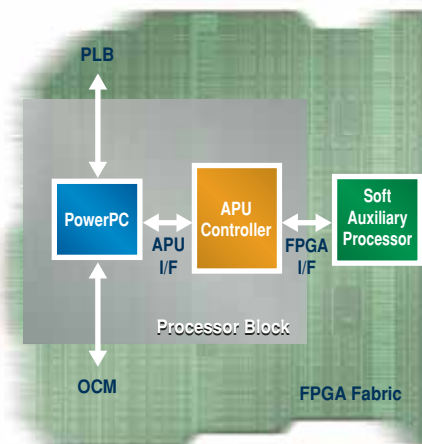 PLB
PowerPC
APU
I/F
APU
Controller
FPGA
I/F
Soft
Auxiliary
Processor
Processor Block
OCM
FPGA Fabric